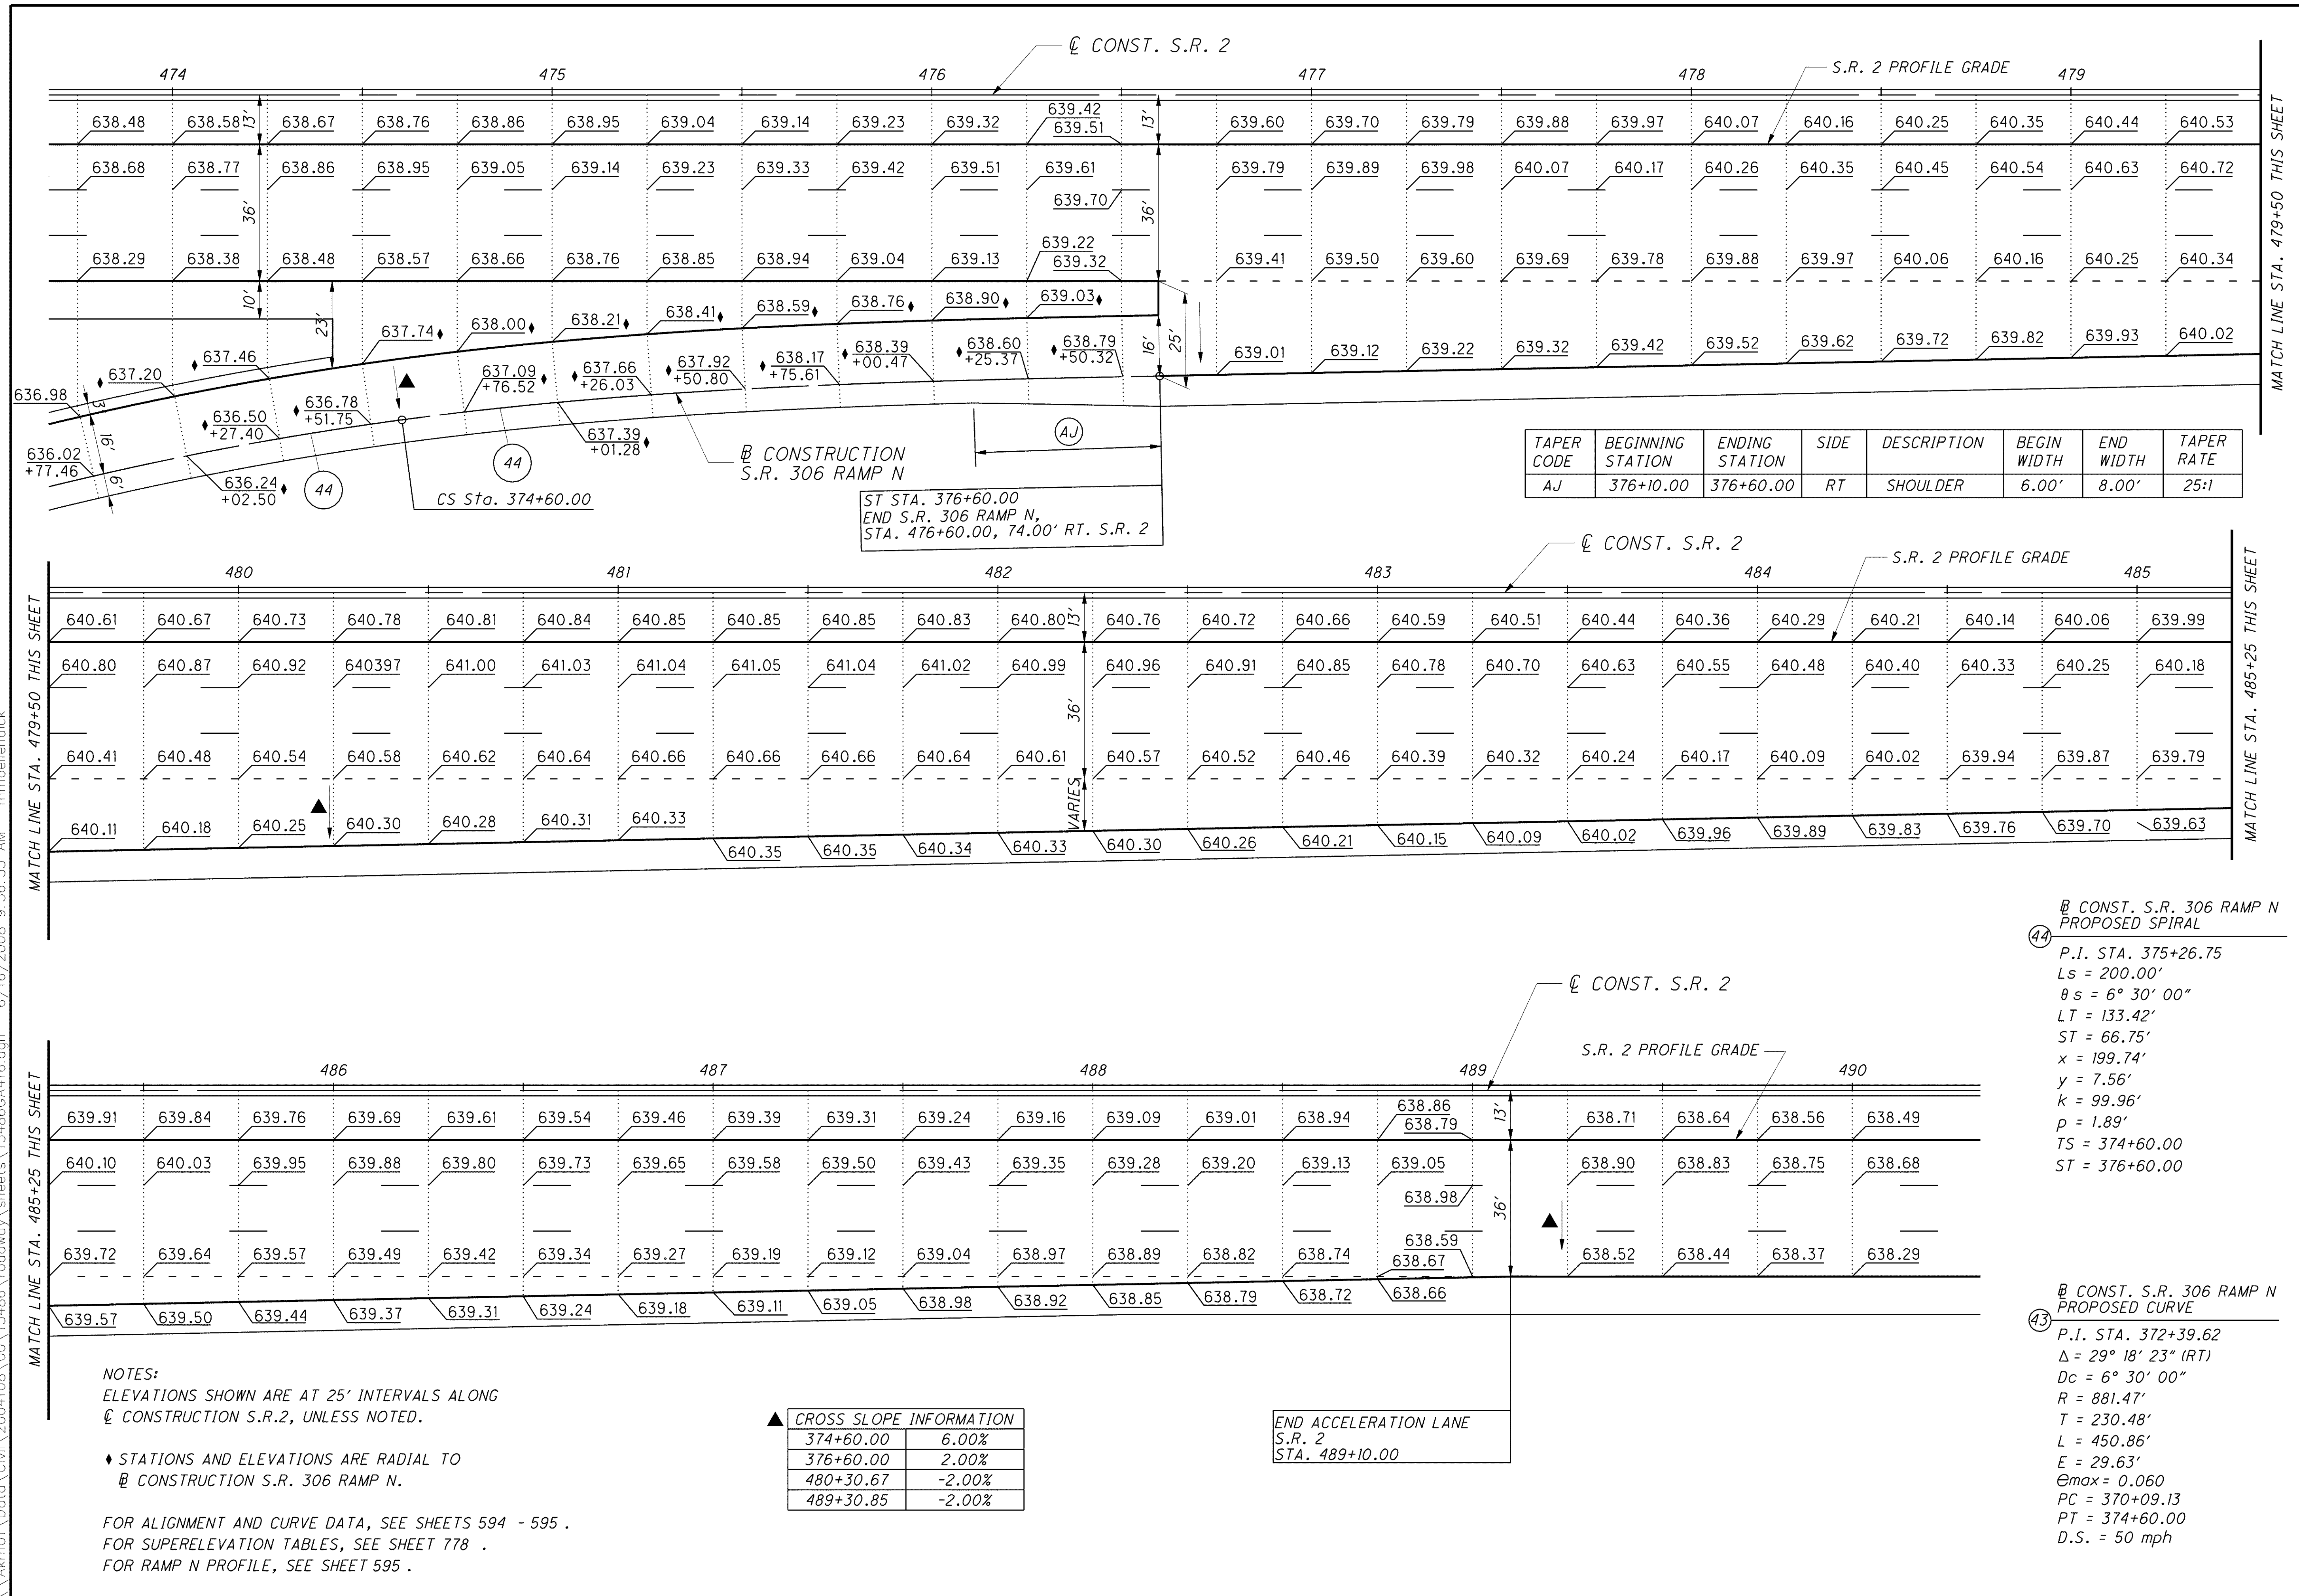 ℄ CONST. S.R. 2
474 475 476 477 478 479
S.R. 2 PROFILE GRADE
638.48 638.58 638.67 638.76 638.86 638.95 639.04 639.14 639.23 639.32 639.42 639.51 639.60 639.70 639.79 639.88 639.97 640.07 640.16 640.25 640.35 640.44 640.53
13' 13'
638.68 638.77 638.86 638.95 639.05 639.14 639.23 639.33 639.42 639.51 639.61 639.70 639.79 639.89 639.98 640.07 640.17 640.26 640.35 640.45 640.54 640.63 640.72
36' 36'
638.29 638.38 638.48 638.57 638.66 638.76 638.85 638.94 639.04 639.13 639.22 639.32 639.41 639.50 639.60 639.69 639.78 639.88 639.97 640.06 640.16 640.25 640.34
10' 23' 16' 25'
636.98 ♦ 637.20 ♦ 637.46 637.74♦ 638.00♦ 638.21♦ 638.41♦ 638.59♦ 638.76♦ 638.90♦ 639.03♦
639.01 639.12 639.22 639.32 639.42 639.52 639.62 639.72 639.82 639.93 640.02
3' 16' 6'
636.02
+77.46
636.24
+02.50♦
♦ 636.50
+27.40
♦ 636.78
+51.75
637.09
+76.52♦
637.39
+01.28♦
♦ 637.66
+26.03
♦ 637.92
+50.80
♦ 638.17
+75.61
♦ 638.39
+00.47
♦ 638.60
+25.37
♦ 638.79
+50.32
44 44 AJ
▲
CS Sta. 374+60.00
B CONSTRUCTION
S.R. 306 RAMP N
ST STA. 376+60.00
END S.R. 306 RAMP N,
STA. 476+60.00, 74.00' RT. S.R. 2
MATCH LINE STA. 479+50 THIS SHEET
TAPER CODE BEGINNING STATION ENDING STATION SIDE DESCRIPTION BEGIN WIDTH END WIDTH TAPER RATE
AJ 376+10.00 376+60.00 RT SHOULDER 6.00' 8.00' 25:1
MATCH LINE STA. 479+50 THIS SHEET
℄ CONST. S.R. 2
S.R. 2 PROFILE GRADE
480 481 482 483 484 485
640.61 640.67 640.73 640.78 640.81 640.84 640.85 640.85 640.85 640.83 640.80 640.76 640.72 640.66 640.59 640.51 640.44 640.36 640.29 640.21 640.14 640.06 639.99
13'
640.80 640.87 640.92 640397 641.00 641.03 641.04 641.05 641.04 641.02 640.99 640.96 640.91 640.85 640.78 640.70 640.63 640.55 640.48 640.40 640.33 640.25 640.18
36'
640.41 640.48 640.54 640.58 640.62 640.64 640.66 640.66 640.66 640.64 640.61 640.57 640.52 640.46 640.39 640.32 640.24 640.17 640.09 640.02 639.94 639.87 639.79
VARIES
▲
640.11 640.18 640.25 640.30 640.28 640.31 640.33 640.35 640.35 640.34 640.33 640.30 640.26 640.21 640.15 640.09 640.02 639.96 639.89 639.83 639.76 639.70 639.63
MATCH LINE STA. 485+25 THIS SHEET
MATCH LINE STA. 485+25 THIS SHEET
℄ CONST. S.R. 2
S.R. 2 PROFILE GRADE
486 487 488 489 490
639.91 639.84 639.76 639.69 639.61 639.54 639.46 639.39 639.31 639.24 639.16 639.09 639.01 638.94 638.86 638.79 638.71 638.64 638.56 638.49
13'
640.10 640.03 639.95 639.88 639.80 639.73 639.65 639.58 639.50 639.43 639.35 639.28 639.20 639.13 639.05 638.98 638.90 638.83 638.75 638.68
36'
639.72 639.64 639.57 639.49 639.42 639.34 639.27 639.19 639.12 639.04 638.97 638.89 638.82 638.74 638.67 638.59 638.52 638.44 638.37 638.29
▲
639.57 639.50 639.44 639.37 639.31 639.24 639.18 639.11 639.05 638.98 638.92 638.85 638.79 638.72 638.66
END ACCELERATION LANE
S.R. 2
STA. 489+10.00
B CONST. S.R. 306 RAMP N
PROPOSED SPIRAL
44
P.I. STA. 375+26.75
Ls = 200.00'
θs = 6° 30' 00"
LT = 133.42'
ST = 66.75'
x = 199.74'
y = 7.56'
k = 99.96'
p = 1.89'
TS = 374+60.00
ST = 376+60.00
B CONST. S.R. 306 RAMP N
PROPOSED CURVE
43
P.I. STA. 372+39.62
Δ = 29° 18' 23" (RT)
Dc = 6° 30' 00"
R = 881.47'
T = 230.48'
L = 450.86'
E = 29.63'
emax = 0.060
PC = 370+09.13
PT = 374+60.00
D.S. = 50 mph
NOTES:
ELEVATIONS SHOWN ARE AT 25' INTERVALS ALONG
℄ CONSTRUCTION S.R.2, UNLESS NOTED.
♦ STATIONS AND ELEVATIONS ARE RADIAL TO
B CONSTRUCTION S.R. 306 RAMP N.
FOR ALIGNMENT AND CURVE DATA, SEE SHEETS 594 - 595 .
FOR SUPERELEVATION TABLES, SEE SHEET 778 .
FOR RAMP N PROFILE, SEE SHEET 595 .
▲ CROSS SLOPE INFORMATION
374+60.00 6.00%
376+60.00 2.00%
480+30.67 -2.00%
489+30.85 -2.00%